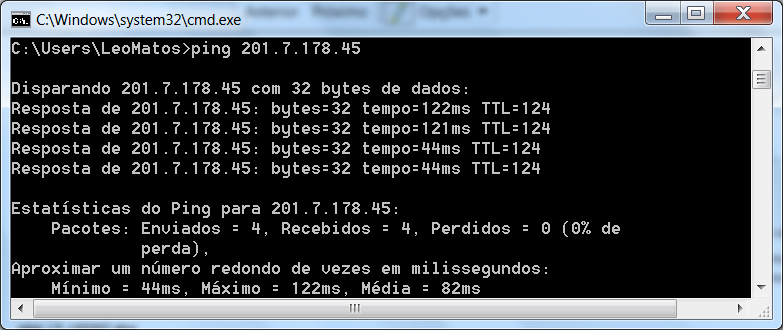 Anterior Próximo Opções
C:\Windows\system32\cmd.exe
C:\Users\LeoMatos>ping 201.7.178.45
Disparando 201.7.178.45 com 32 bytes de dados:
Resposta de 201.7.178.45: bytes=32 tempo=122ms TTL=124
Resposta de 201.7.178.45: bytes=32 tempo=121ms TTL=124
Resposta de 201.7.178.45: bytes=32 tempo=44ms TTL=124
Resposta de 201.7.178.45: bytes=32 tempo=44ms TTL=124
Estatísticas do Ping para 201.7.178.45:
Pacotes: Enviados = 4, Recebidos = 4, Perdidos = 0 (0% de
perda),
Aproximar um número redondo de vezes em milissegundos:
Mínimo = 44ms, Máximo = 122ms, Média = 82ms